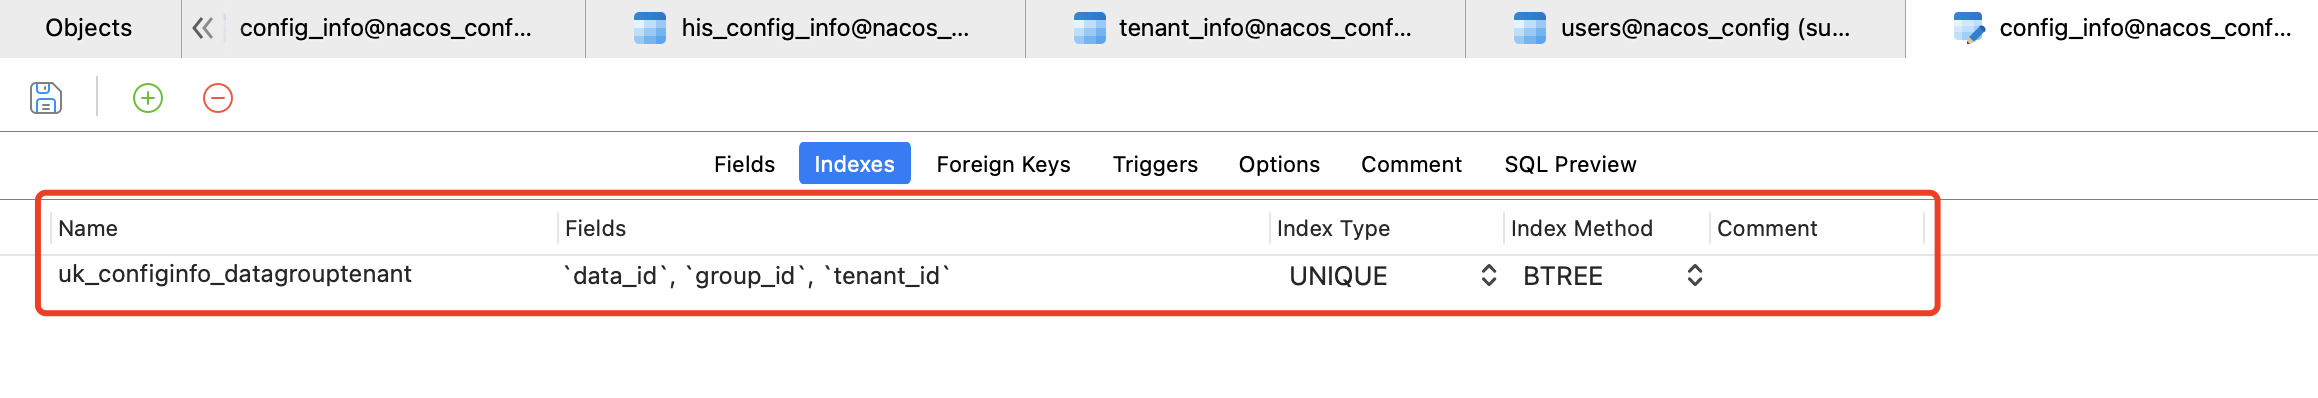 Objects config_info@nacos_conf... his_config_info@nacos_... tenant_info@nacos_conf... users@nacos_config (su... config_info@nacos_conf...
Fields Indexes Foreign Keys Triggers Options Comment SQL Preview
Name Fields Index Type Index Method Comment
uk_configinfo_datagrouptenant `data_id`, `group_id`, `tenant_id` UNIQUE BTREE